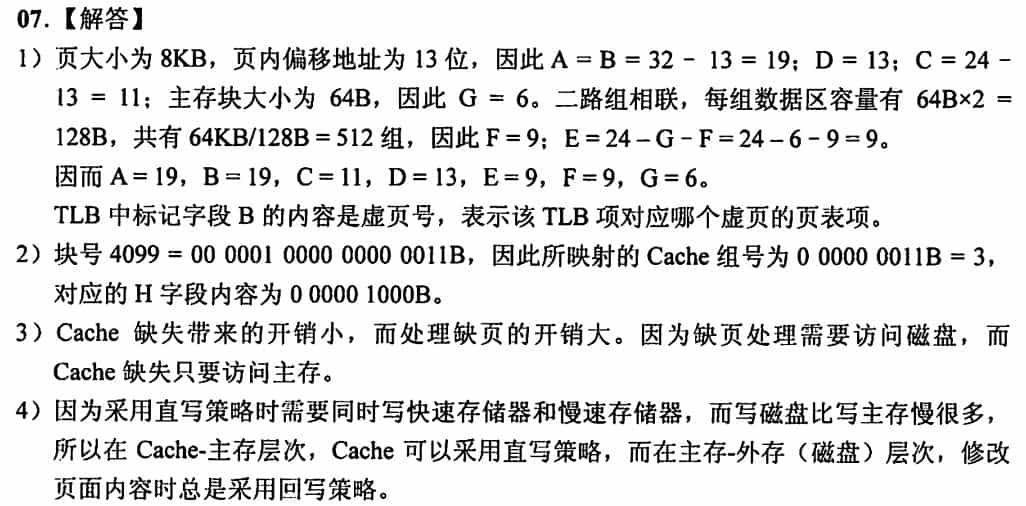 07.【解答】
1）页大小为 8KB，页内偏移地址为 13 位，因此 A = B = 32 - 13 = 19；D = 13；C = 24 -
13 = 11；主存块大小为 64B，因此 G = 6。二路组相联，每组数据区容量有 64B×2 =
128B，共有 64KB/128B = 512 组，因此 F = 9；E = 24 – G – F = 24 – 6 – 9 = 9。
因而 A = 19，B = 19，C = 11，D = 13，E = 9，F = 9，G = 6。
TLB 中标记字段 B 的内容是虚页号，表示该 TLB 项对应哪个虚页的页表项。
2）块号 4099 = 00 0001 0000 0000 0011B，因此所映射的 Cache 组号为 0 0000 0011B = 3，
对应的 H 字段内容为 0 0000 1000B。
3）Cache 缺失带来的开销小，而处理缺页的开销大。因为缺页处理需要访问磁盘，而
Cache 缺失只要访问主存。
4）因为采用直写策略时需要同时写快速存储器和慢速存储器，而写磁盘比写主存慢很多，
所以在 Cache-主存层次，Cache 可以采用直写策略，而在主存-外存（磁盘）层次，修改
页面内容时总是采用回写策略。